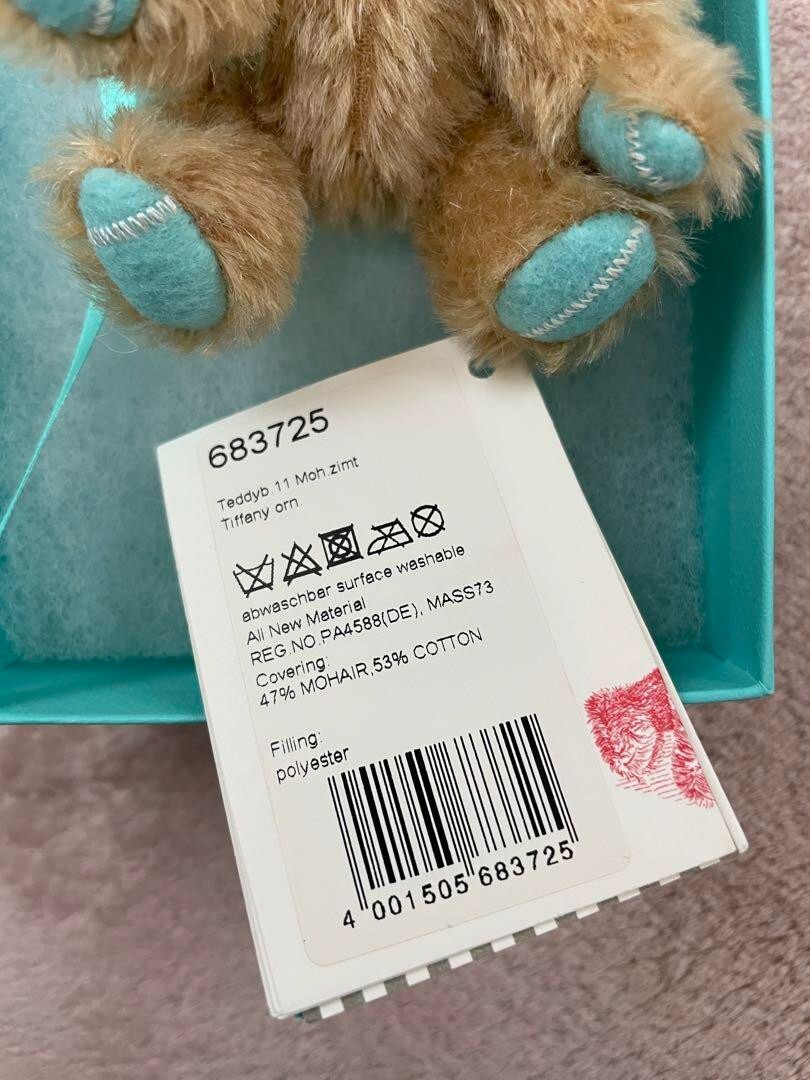 683725
Teddyb.11 Moh.zimt
Tiffany orn.
abwaschbar surface washable
All New Material
REG.NO.PA4588(DE), MASS73
Covering:
47% MOHAIR,53% COTTON
Filling:
polyester
4 001505 683725